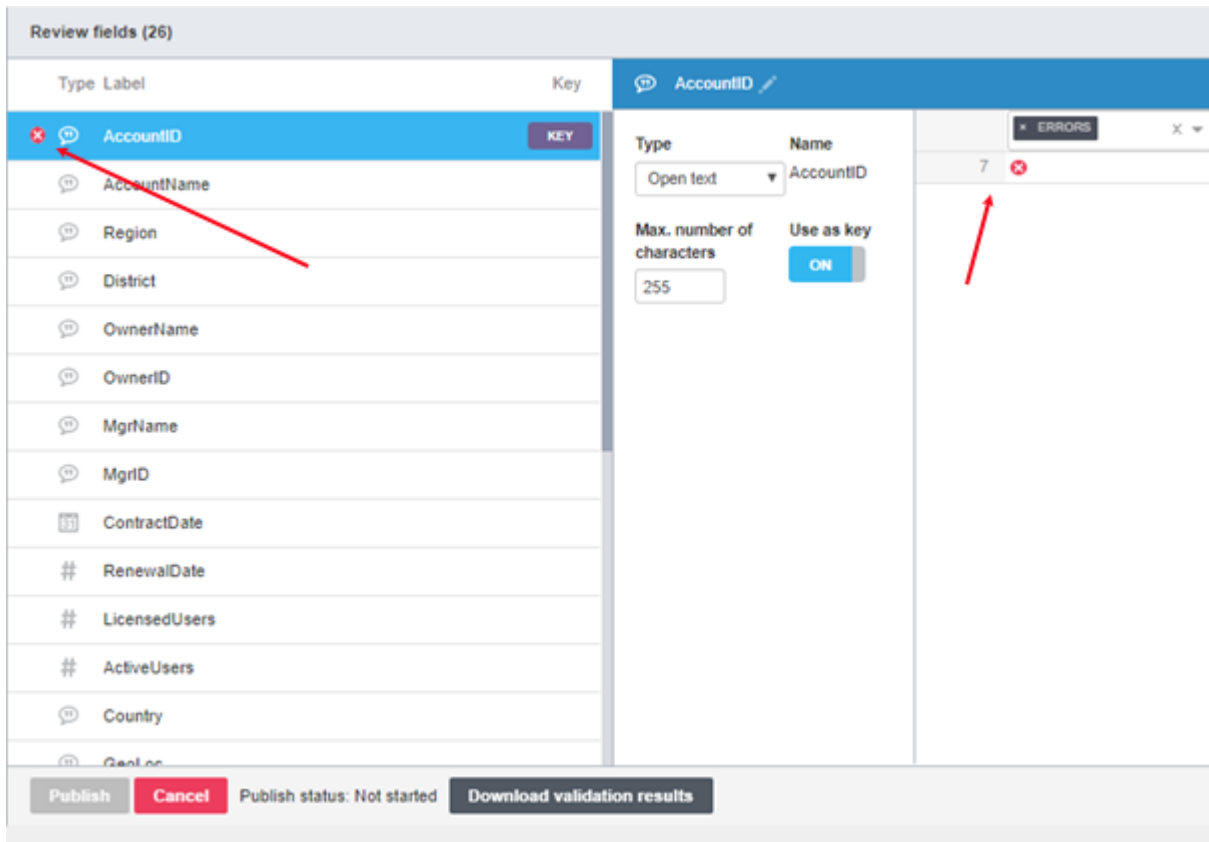 Review fields (26)
Type Label Key
AccountID KEY
AccountName
Region
District
OwnerName
OwnerID
MgrName
MgrID
ContractDate
# RenewalDate
# LicensedUsers
# ActiveUsers
Country
GeoLoc
AccountID
Type Name
Open text AccountID
Max. number of Use as key
characters
255 ON
× ERRORS X
7
Publish Cancel Publish status: Not started Download validation results